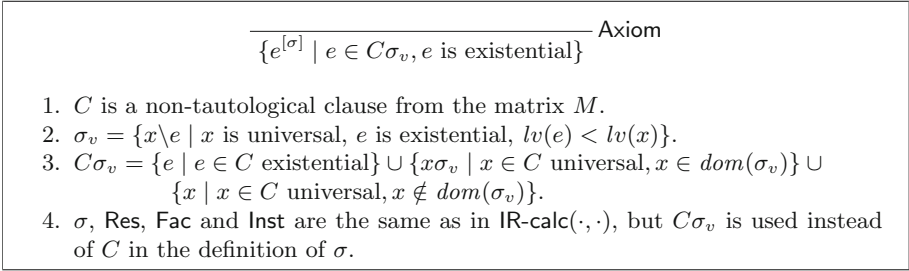 Axiom
{e^{[σ]} | e ∈ Cσ_v, e is existential}
1. C is a non-tautological clause from the matrix M.
2. σ_v = {x\e | x is universal, e is existential, lv(e) < lv(x)}.
3. Cσ_v = {e | e ∈ C existential} ∪ {xσ_v | x ∈ C universal, x ∈ dom(σ_v)} ∪
{x | x ∈ C universal, x ∉ dom(σ_v)}.
4. σ, Res, Fac and Inst are the same as in IR-calc(·, ·), but Cσ_v is used instead
of C in the definition of σ.